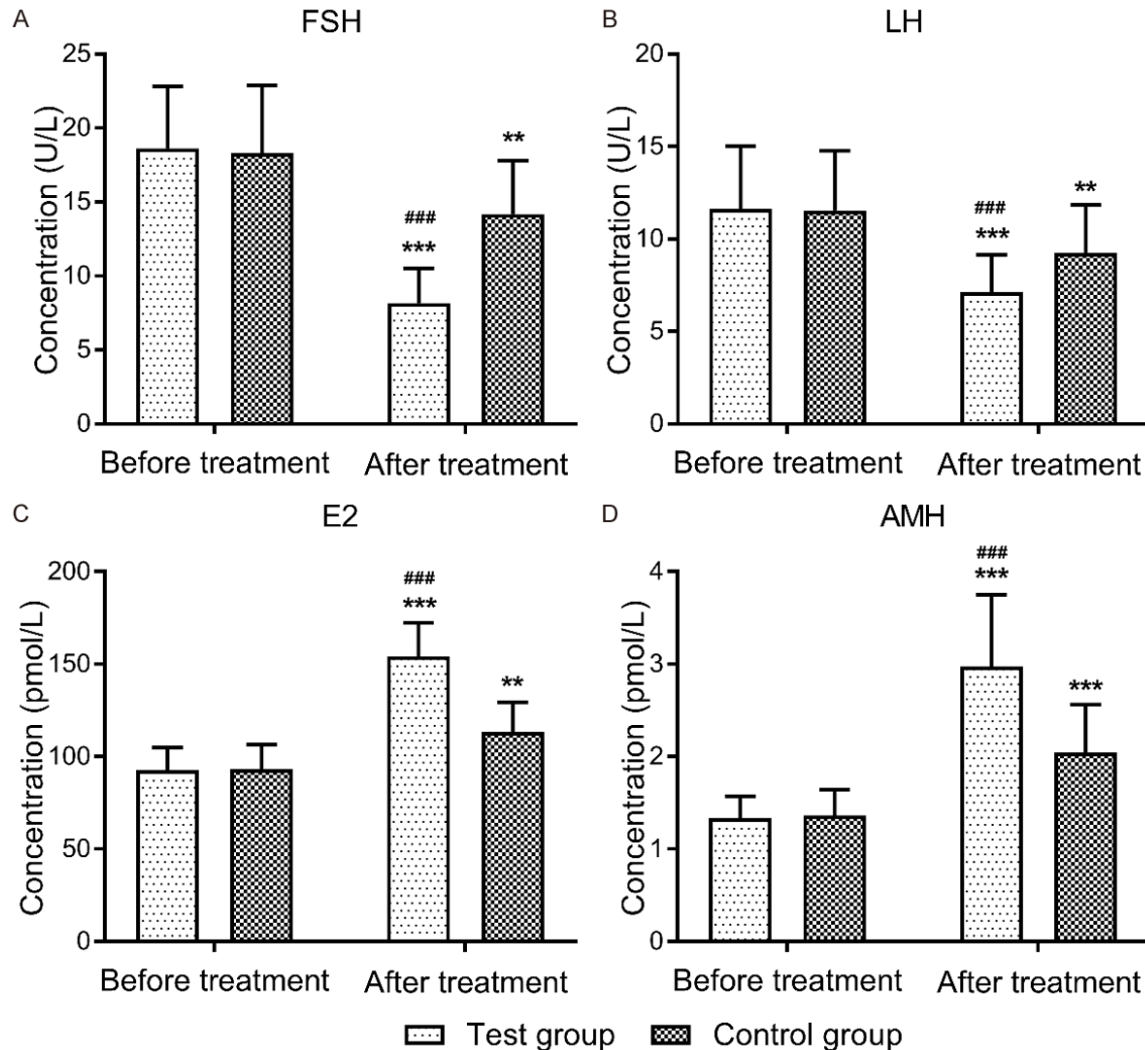 A
FSH
Concentration (U/L)
25
20
15
10
5
0
###
***
**
Before treatment
After treatment
B
LH
Concentration (U/L)
20
15
10
5
0
###
***
**
Before treatment
After treatment
C
E2
Concentration (pmol/L)
200
150
100
50
0
###
***
**
Before treatment
After treatment
D
AMH
Concentration (pmol/L)
4
3
2
1
0
###
***
***
Before treatment
After treatment
Test group
Control group